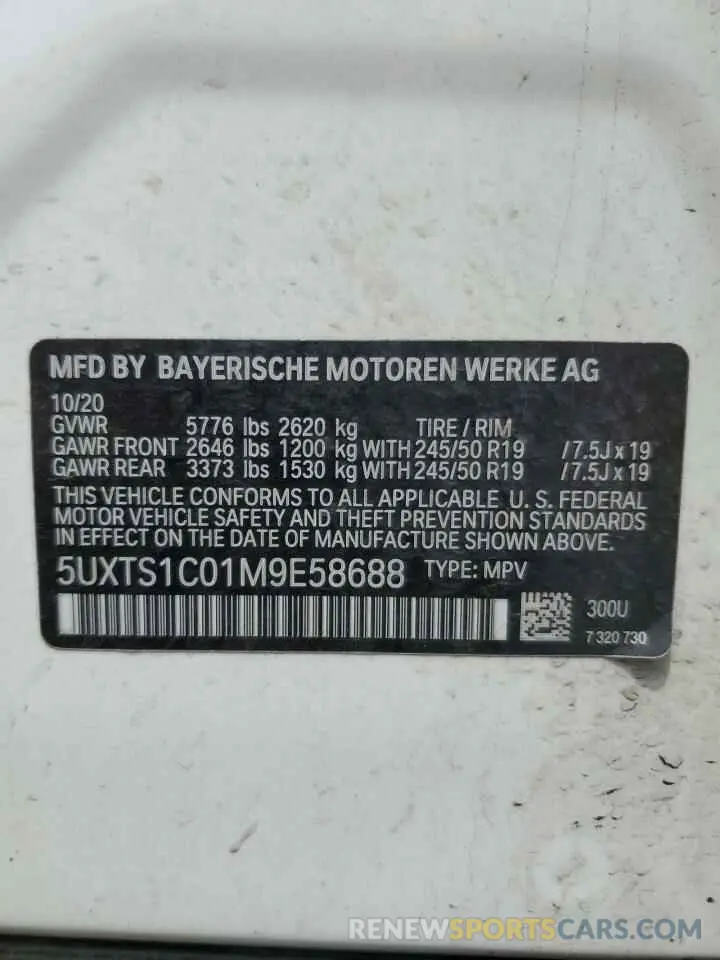 MFD BY BAYERISCHE MOTOREN WERKE AG
10/20
GVWR 5776 lbs 2620 kg TIRE / RIM
GAWR FRONT 2646 lbs 1200 kg WITH 245/50 R19 / 7.5J x 19
GAWR REAR 3373 lbs 1530 kg WITH 245/50 R19 / 7.5J x 19
THIS VEHICLE CONFORMS TO ALL APPLICABLE U. S. FEDERAL
MOTOR VEHICLE SAFETY AND THEFT PREVENTION STANDARDS
IN EFFECT ON THE DATE OF MANUFACTURE SHOWN ABOVE.
5UXTS1C01M9E58688 TYPE: MPV
300U
7 320 730
RENEWSPORTSCARS.COM